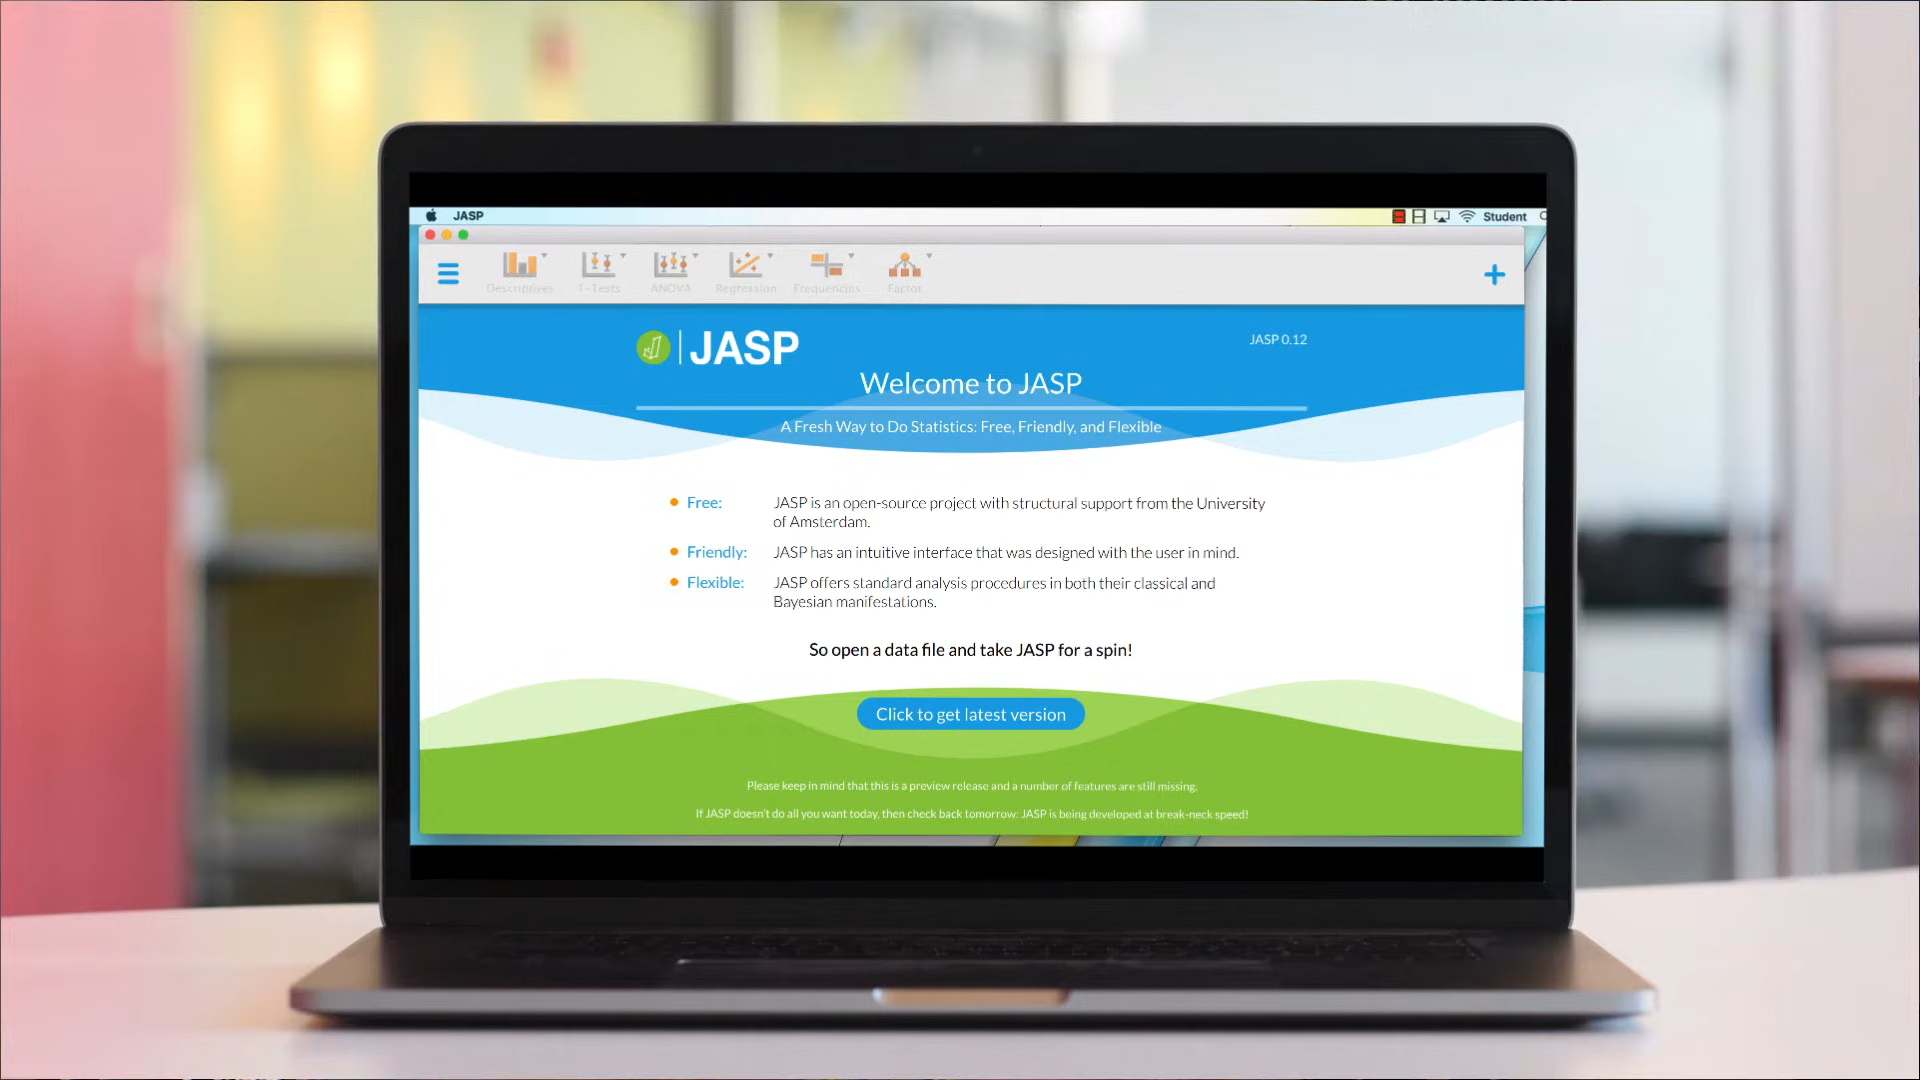 JASP
Student
Descriptives
T-Tests
ANOVA
Regression
Frequencies
Factor
JASP
JASP 0.12
Welcome to JASP
A Fresh Way to Do Statistics: Free, Friendly, and Flexible
Free: JASP is an open-source project with structural support from the University
of Amsterdam.
Friendly: JASP has an intuitive interface that was designed with the user in mind.
Flexible: JASP offers standard analysis procedures in both their classical and
Bayesian manifestations.
So open a data file and take JASP for a spin!
Click to get latest version
Please keep in mind that this is a preview release and a number of features are still missing.
If JASP doesn't do all you want today, then check back tomorrow: JASP is being developed at break-neck speed!